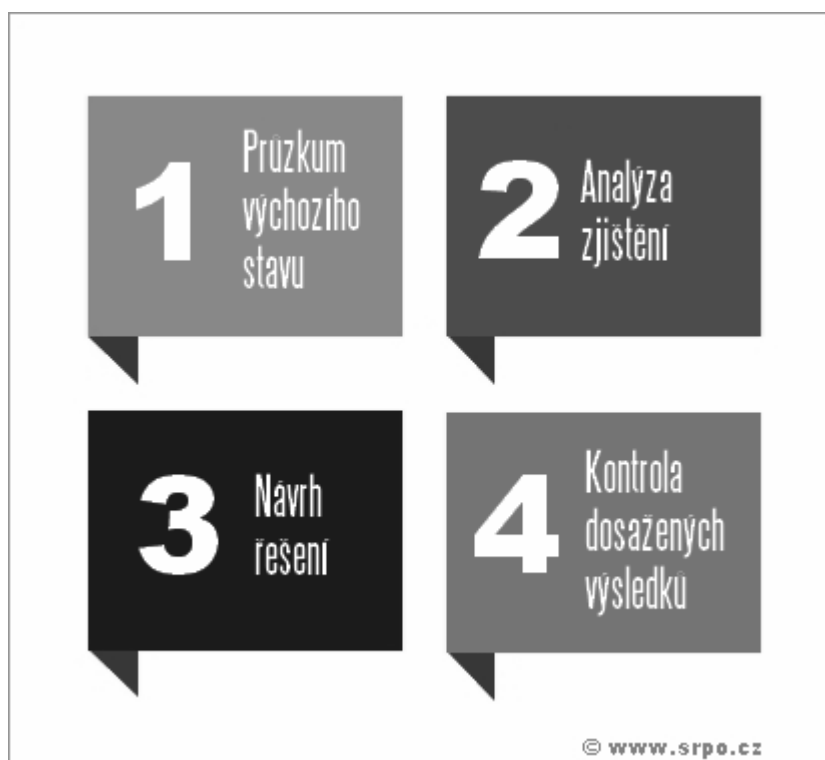 1
Průzkum
výchozího
stavu
2
Analýza
zjištění
3
Návrh
řešení
4
Kontrola
dosažených
výsledků
© www.srpo.cz